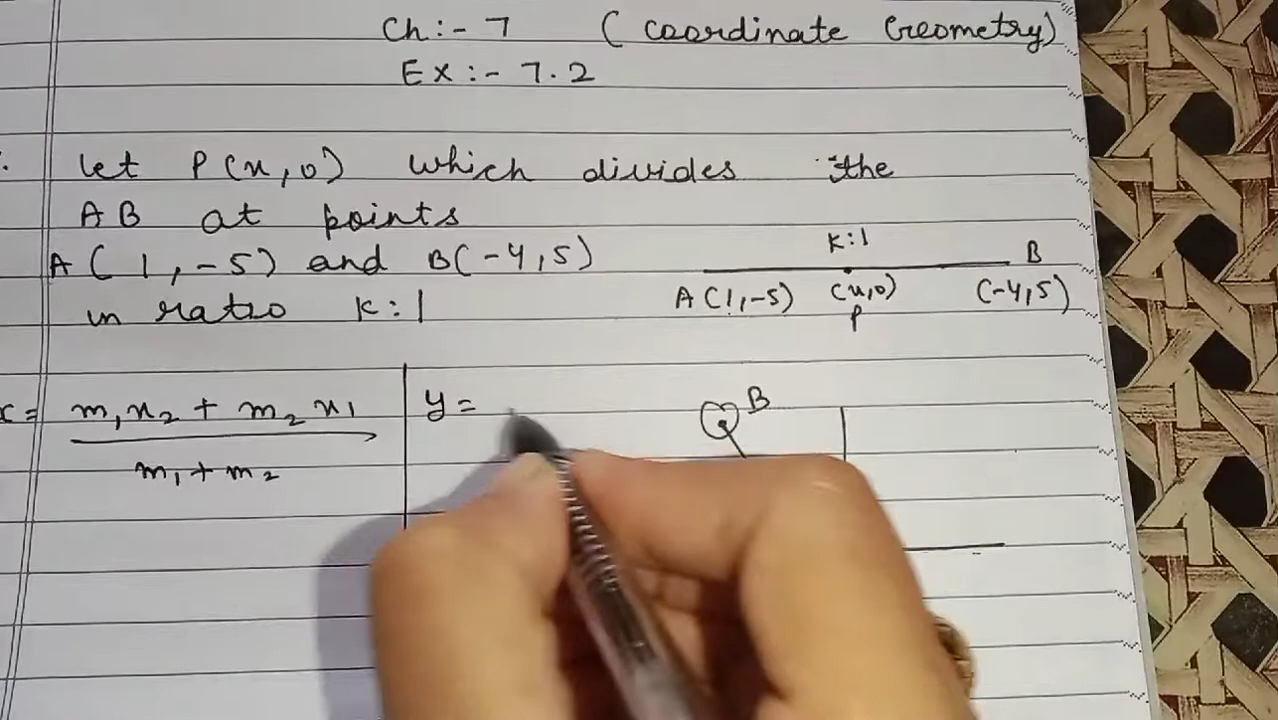 Ch:- 7 (Coordinate Geometry)
EX:- 7.2
let P(x,0) which divides the
AB at points
A(1,-5) and B(-4,5)
in ratio K:1
K:1
B
A(1,-5) (x,0) (-4,5)
P
x= m₁x₂ + m₂x₁
m₁+m₂
y=
B